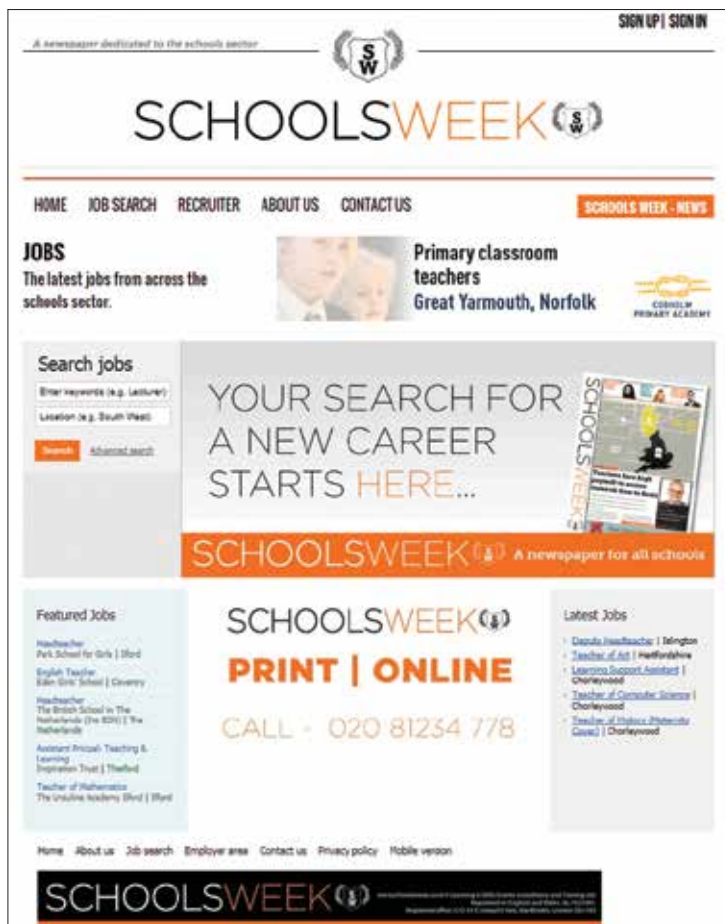 SIGN UP | SIGN IN
A newspaper dedicated to the schools sector
SW
SCHOOLSWEEK SW
HOME JOB SEARCH RECRUITER ABOUT US CONTACT US SCHOOLS WEEK - NEWS
JOBS
The latest jobs from across the
schools sector.
Primary classroom
teachers
Great Yarmouth, Norfolk
COBHOLM
PRIMARY ACADEMY
Search jobs
Enter keywords (e.g. Lecturer)
Location (e.g. South West)
Search Advanced search
YOUR SEARCH FOR
A NEW CAREER
STARTS HERE...
SCHOOLSWEEK
SCHOOLSWEEK A newspaper for all schools
Featured Jobs
Headteacher
Park School for Girls | Ilford
English Teacher
Eden Girls' School | Coventry
Headteacher
The British School in The
Netherlands (the BSN) | The
Netherlands
Assistant Principal- Teaching &
Learning
Inspiration Trust | Thetford
Teacher of Mathematics
The Ursuline Academy Ilford | Ilford
SCHOOLSWEEK
PRINT | ONLINE
CALL - 020 81234 778
Latest Jobs
Deputy Headteacher | Islington
Teacher of Art | Hertfordshire
Learning Support Assistant |
Chorleywood
Teacher of Computer Science |
Chorleywood
Teacher of History (Maternity
Cover) | Chorleywood
Home About us Job search Employer area Contact us Privacy policy Mobile version
SCHOOLSWEEK